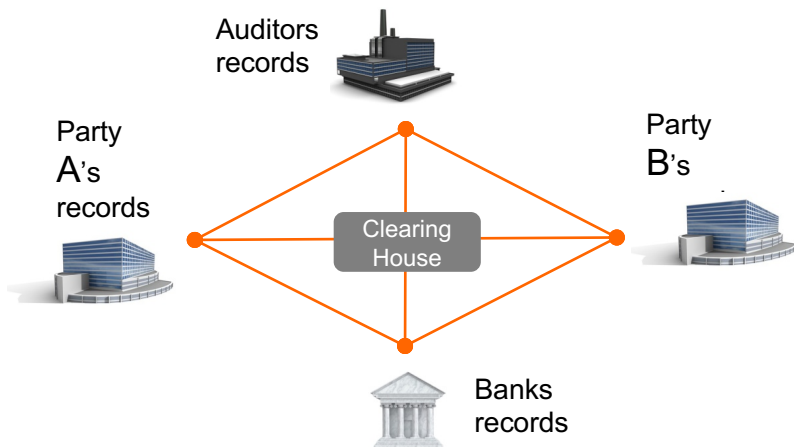 Auditors
records
Party
A's
records
Party
B's
Clearing
House
Banks
records